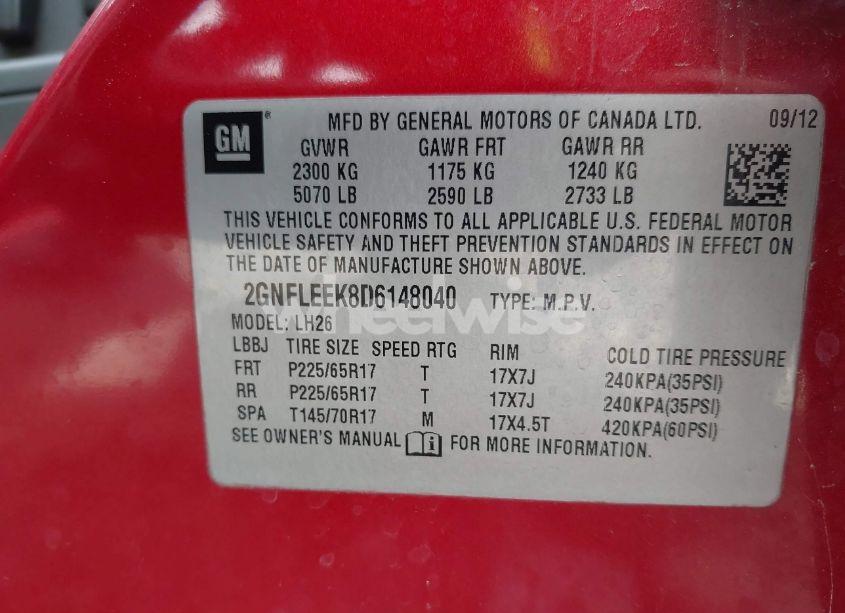 GM® MFD BY GENERAL MOTORS OF CANADA LTD. 09/12
GVWR GAWR FRT GAWR RR
2300 KG 1175 KG 1240 KG
5070 LB 2590 LB 2733 LB
THIS VEHICLE CONFORMS TO ALL APPLICABLE U.S. FEDERAL MOTOR
VEHICLE SAFETY AND THEFT PREVENTION STANDARDS IN EFFECT ON
THE DATE OF MANUFACTURE SHOWN ABOVE.
2GNFLEEK8D6148040 TYPE: M.P.V.
wheelwise
MODEL: LH26
LBBJ TIRE SIZE SPEED RTG RIM COLD TIRE PRESSURE
FRT P225/65R17 T 17X7J 240KPA(35PSI)
RR P225/65R17 T 17X7J 240KPA(35PSI)
SPA T145/70R17 M 17X4.5T 420KPA(60PSI)
SEE OWNER'S MANUAL i FOR MORE INFORMATION.